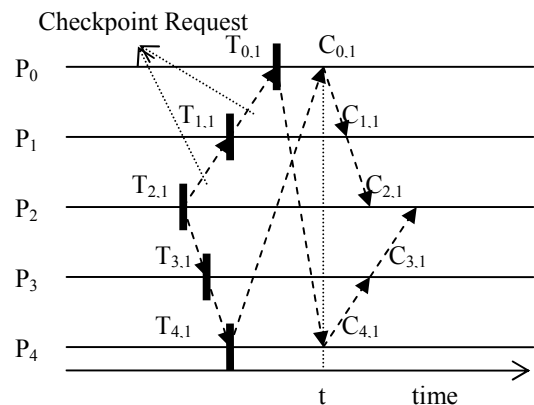 Checkpoint Request
T0,1
C0,1
P0
T1,1
C1,1
P1
T2,1
C2,1
P2
T3,1
C3,1
P3
T4,1
C4,1
P4
t
time